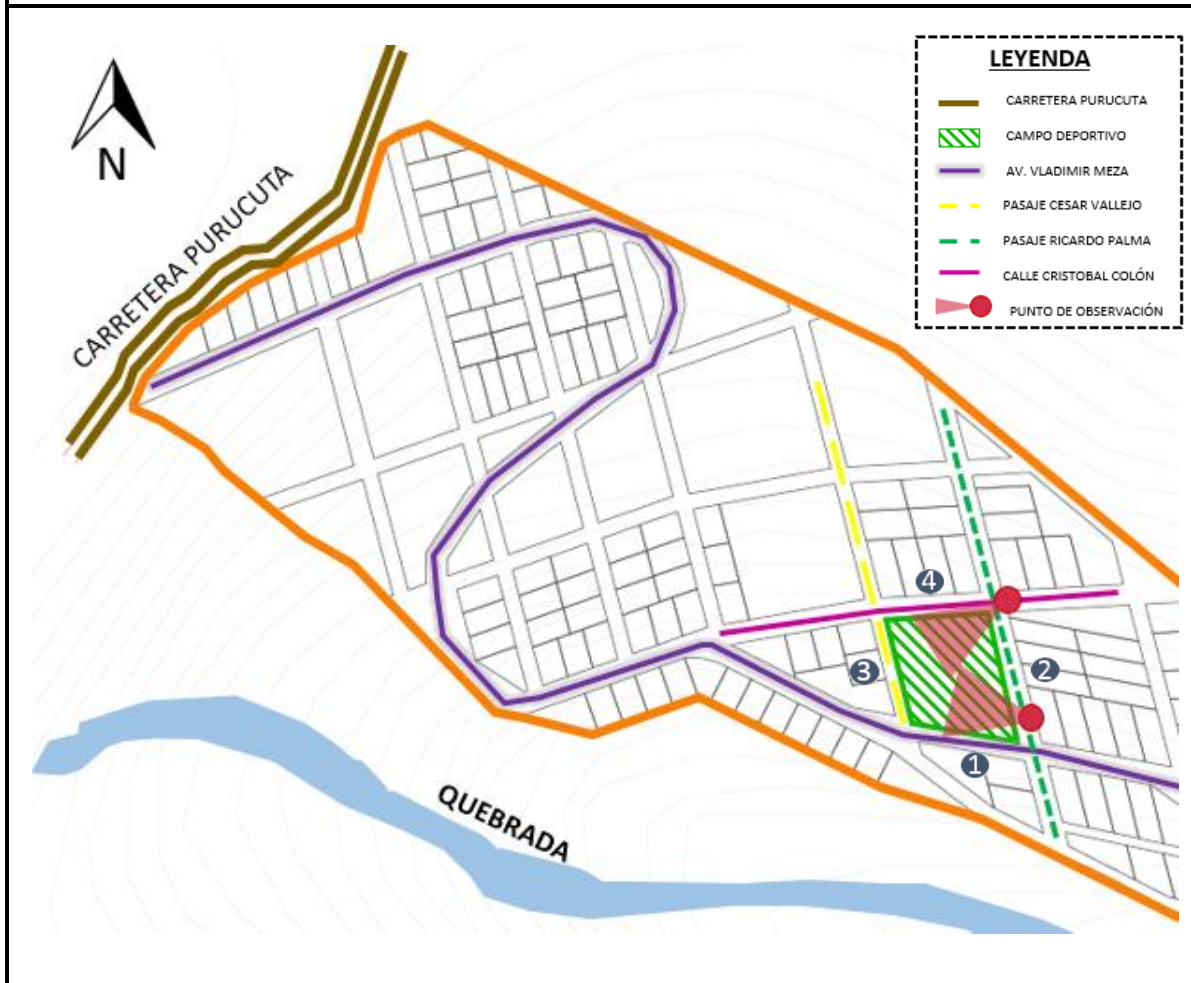 LEYENDA
CARRETERA PURUCUTA
CAMPO DEPORTIVO
AV. VLADIMIR MEZA
PASAJE CESAR VALLEJO
PASAJE RICARDO PALMA
CALLE CRISTOBAL COLÓN
PUNTO DE OBSERVACIÓN
N
CARRETERA PURUCUTA
4
3
2
1
QUEBRADA